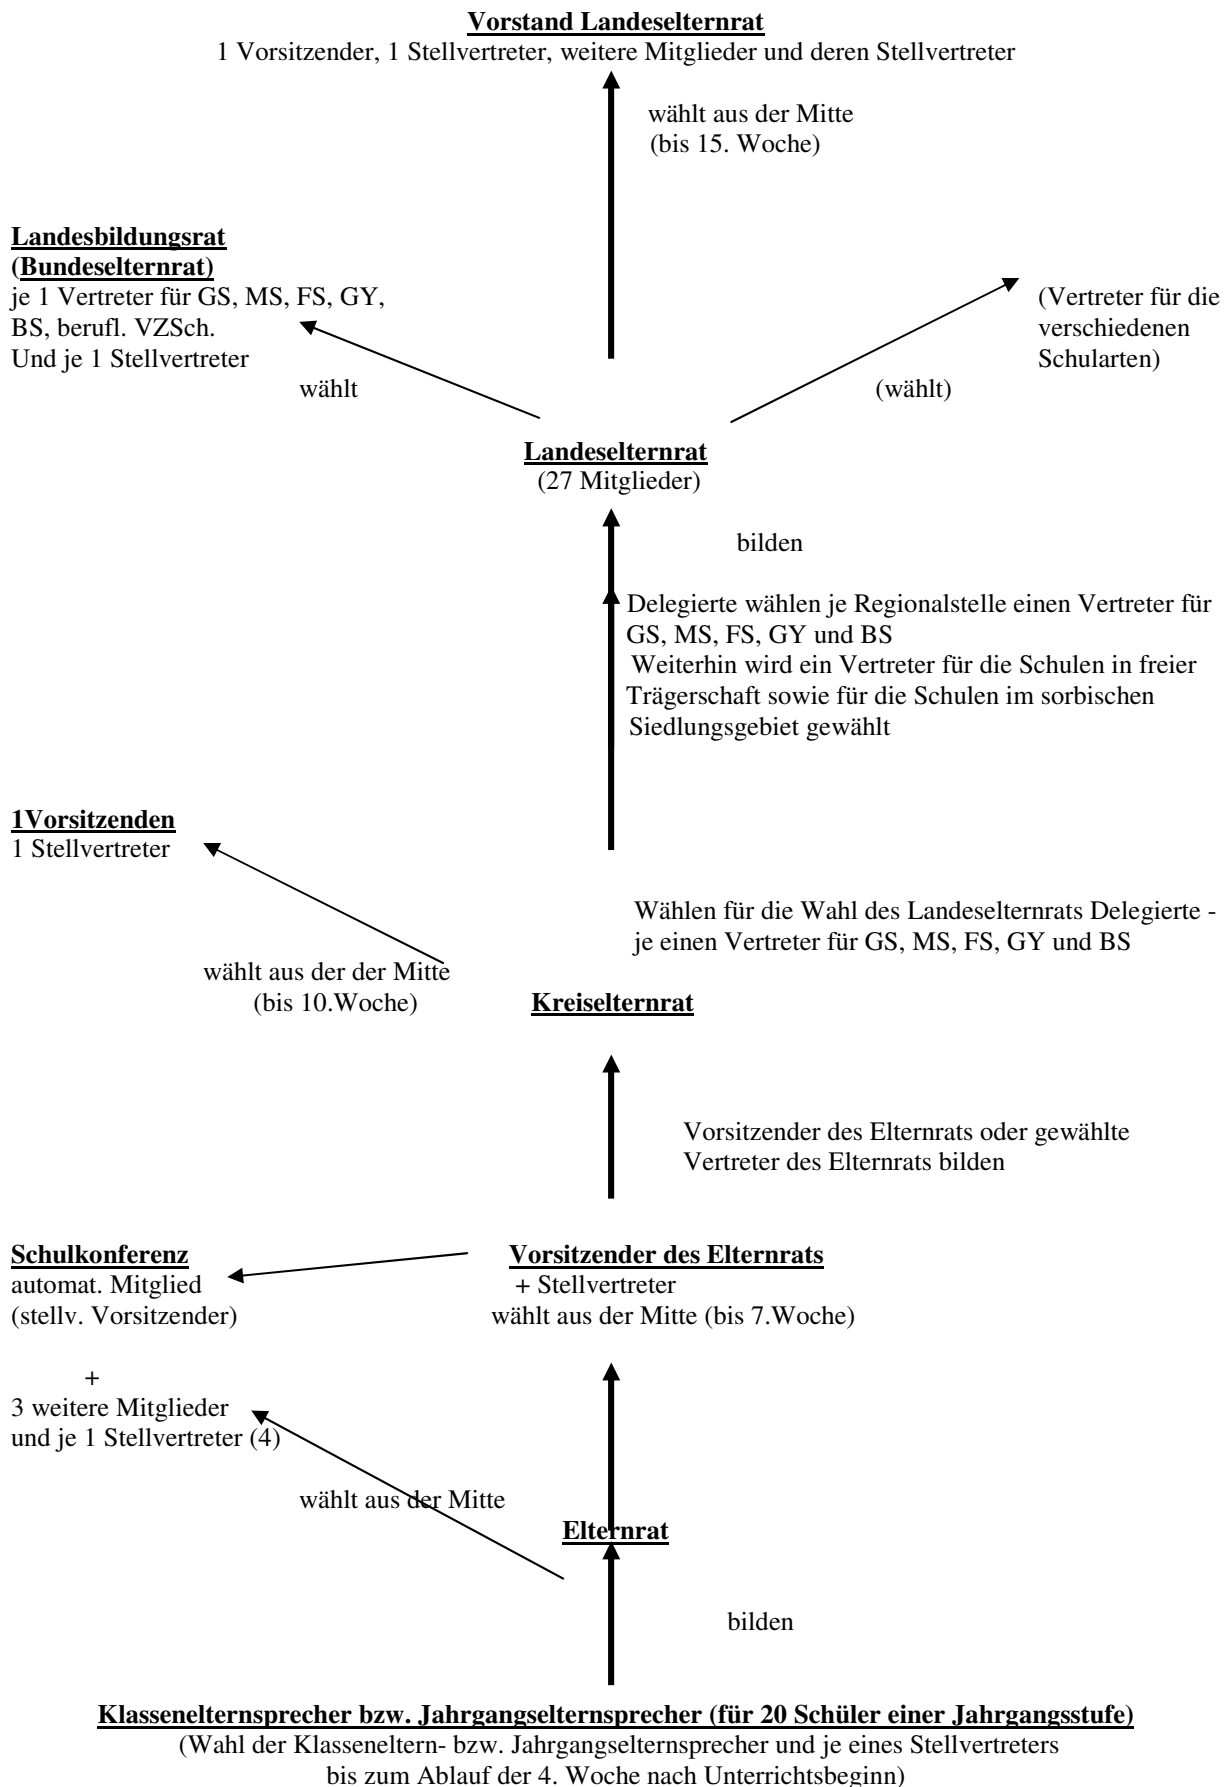 Vorstand Landeselternrat
1 Vorsitzender, 1 Stellvertreter, weitere Mitglieder und deren Stellvertreter
wählt aus der Mitte
(bis 15. Woche)
Landesbildungsrat
(Bundeselternrat)
je 1 Vertreter für GS, MS, FS, GY,
BS, berufl. VZSch.
Und je 1 Stellvertreter
wählt
(Vertreter für die
verschiedenen
Schularten)
(wählt)
Landeselternrat
(27 Mitglieder)
bilden
Delegierte wählen je Regionalstelle einen Vertreter für
GS, MS, FS, GY und BS
Weiterhin wird ein Vertreter für die Schulen in freier
Trägerschaft sowie für die Schulen im sorbischen
Siedlungsgebiet gewählt
1Vorsitzenden
1 Stellvertreter
Wählen für die Wahl des Landeselternrats Delegierte -
je einen Vertreter für GS, MS, FS, GY und BS
wählt aus der der Mitte
(bis 10.Woche)
Kreiselternrat
Vorsitzender des Elternrats oder gewählte
Vertreter des Elternrats bilden
Schulkonferenz
automat. Mitglied
(stellv. Vorsitzender)
Vorsitzender des Elternrats
+ Stellvertreter
wählt aus der Mitte (bis 7.Woche)
+
3 weitere Mitglieder
und je 1 Stellvertreter (4)
wählt aus der Mitte
Elternrat
bilden
Klassenelternsprecher bzw. Jahrgangselternsprecher (für 20 Schüler einer Jahrgangsstufe)
(Wahl der Klasseneltern- bzw. Jahrgangselternsprecher und je eines Stellvertreters
bis zum Ablauf der 4. Woche nach Unterrichtsbeginn)